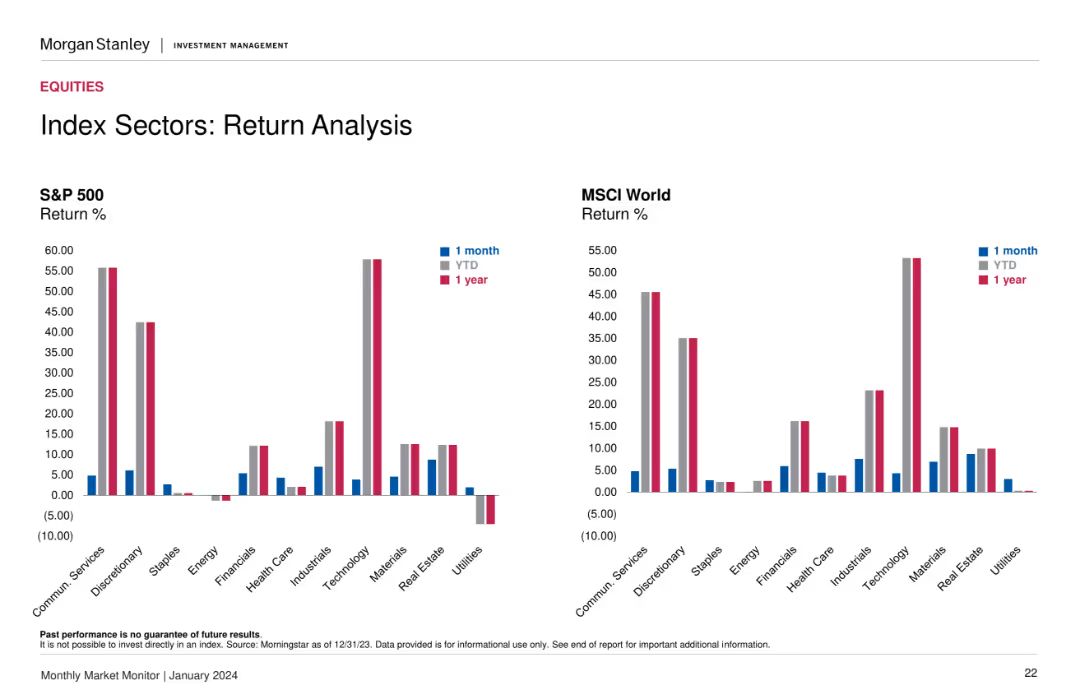 Morgan Stanley | INVESTMENT MANAGEMENT
EQUITIES
Index Sectors: Return Analysis
S&P 500
Return %
1 month
YTD
1 year
60.00
55.00
50.00
45.00
40.00
35.00
30.00
25.00
20.00
15.00
10.00
5.00
0.00
(5.00)
(10.00)
Commun. Services
Discretionary
Staples
Energy
Financials
Health Care
Industrials
Technology
Materials
Real Estate
Utilities
MSCI World
Return %
1 month
YTD
1 year
55.00
50.00
45.00
40.00
35.00
30.00
25.00
20.00
15.00
10.00
5.00
0.00
(5.00)
(10.00)
Commun. Services
Discretionary
Staples
Energy
Financials
Health Care
Industrials
Technology
Materials
Real Estate
Utilities
Past performance is no guarantee of future results.
It is not possible to invest directly in an index. Source: Morningstar as of 12/31/23. Data provided is for informational use only. See end of report for important additional information.
Monthly Market Monitor | January 2024
22